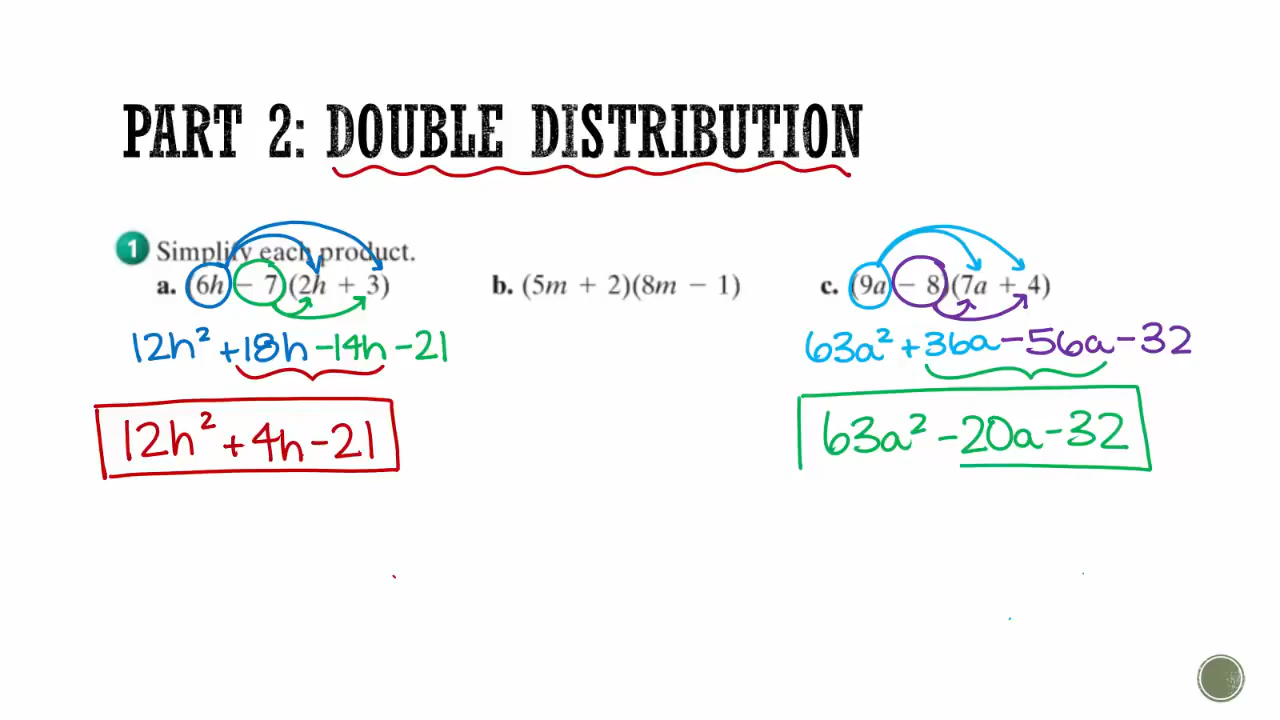 PART 2: DOUBLE DISTRIBUTION
1 Simplify each product.
a. (6h − 7)(2h + 3)
b. (5m + 2)(8m − 1)
c. (9a − 8)(7a + 4)
12h² +18h −14h −21
63a² +36a −56a −32
12h² +4h −21
63a² −20a −32